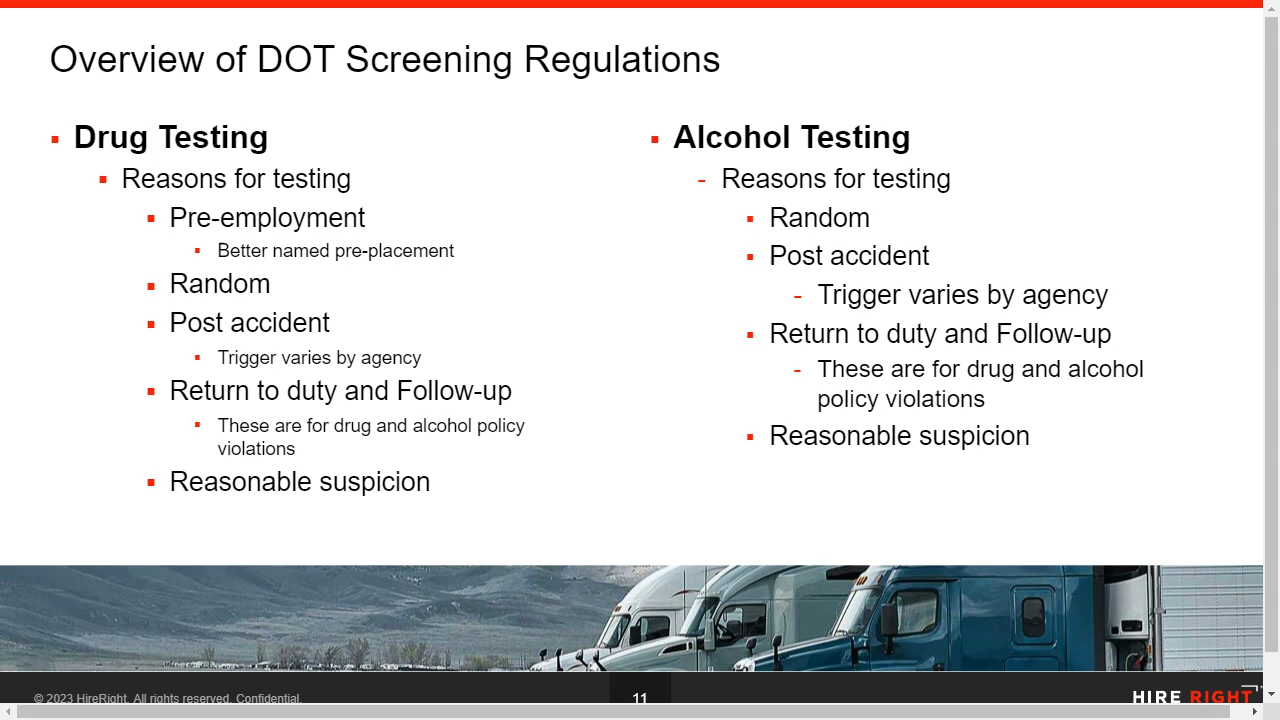 Overview of DOT Screening Regulations
Drug Testing
Reasons for testing
Pre-employment
Better named pre-placement
Random
Post accident
Trigger varies by agency
Return to duty and Follow-up
These are for drug and alcohol policy
violations
Reasonable suspicion
Alcohol Testing
Reasons for testing
Random
Post accident
Trigger varies by agency
Return to duty and Follow-up
These are for drug and alcohol
policy violations
Reasonable suspicion
© 2023 HireRight. All rights reserved. Confidential.
11
HIRE RIGHT